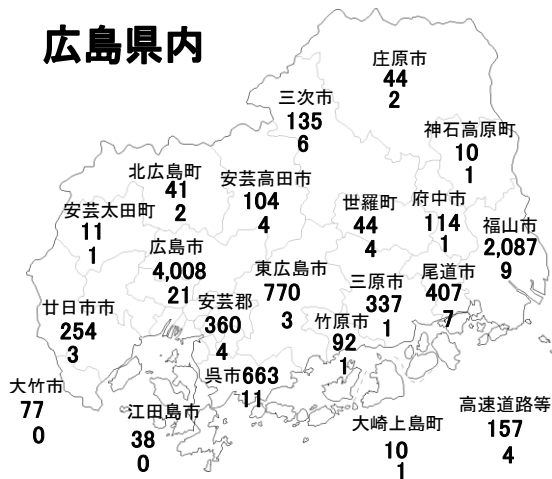 広島県内
庄原市
44
2
三次市
135
6
神石高原町
10
1
北広島町
41
2
安芸高田市
104
4
世羅町
44
4
府中市
114
1
福山市
2,087
9
安芸太田町
11
1
広島市
4,008
21
東広島市
770
3
三原市
337
1
尾道市
407
7
廿日市市
254
3
安芸郡
360
4
竹原市
92
1
呉市663
11
大竹市
77
0
江田島市
38
0
大崎上島町
10
1
高速道路等
157
4